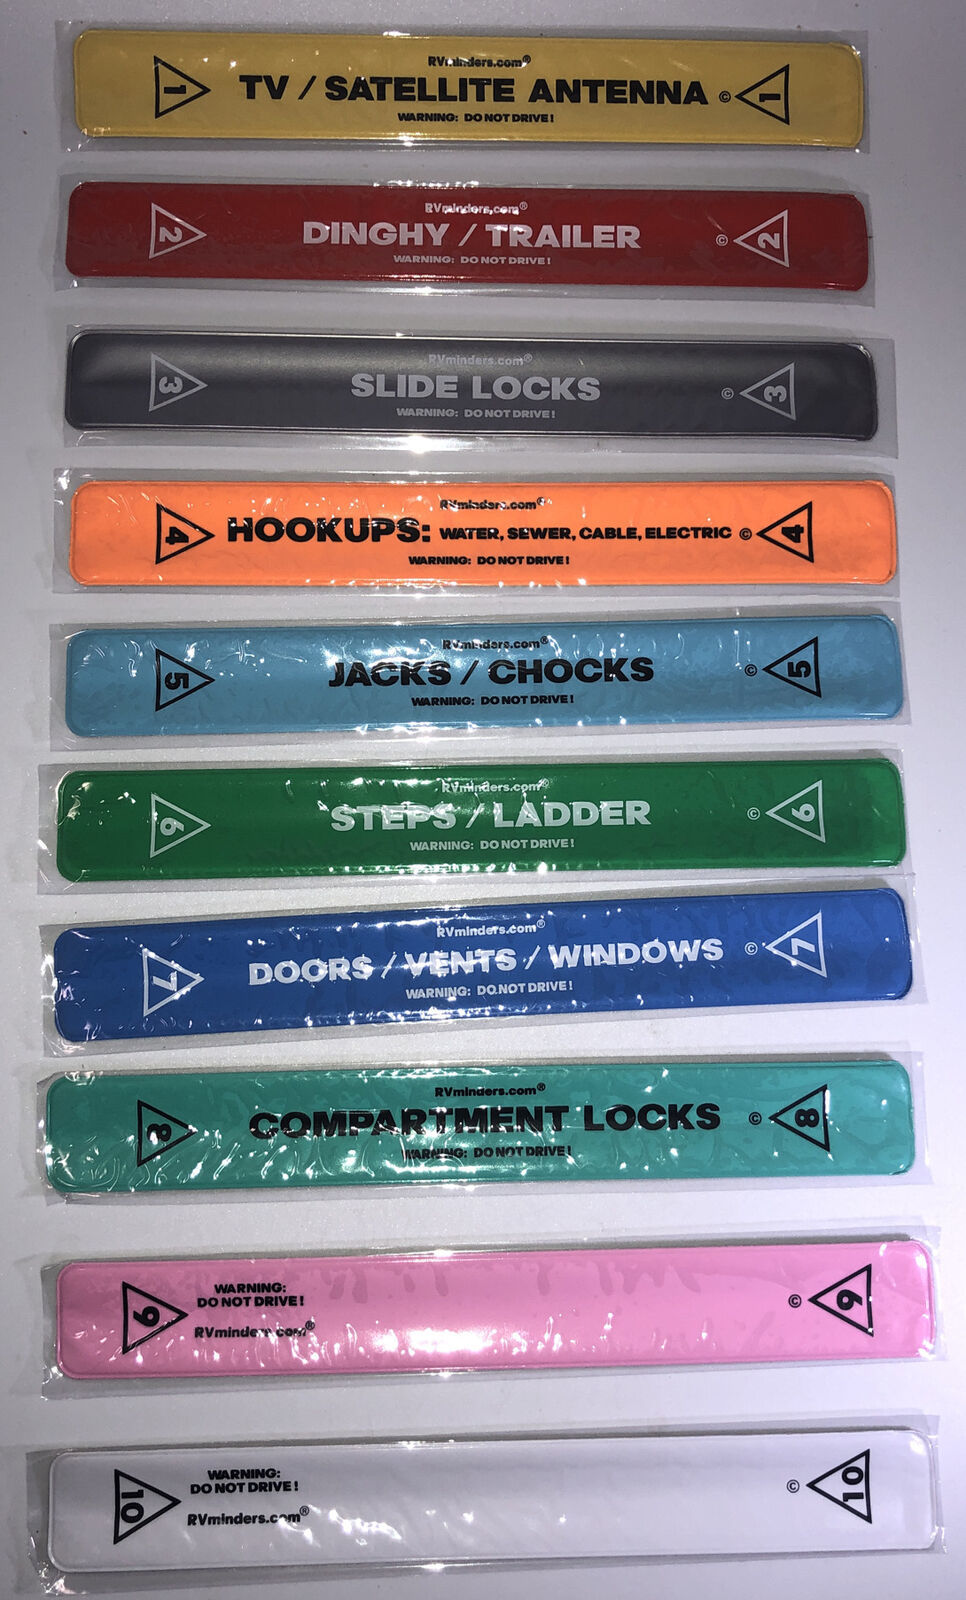 RVminders.com®
1 TV / SATELLITE ANTENNA © 1
WARNING: DO NOT DRIVE!
RVminders.com®
2 DINGHY / TRAILER © 2
WARNING: DO NOT DRIVE!
RVminders.com®
3 SLIDE LOCKS © 3
WARNING: DO NOT DRIVE!
RVminders.com®
4 HOOKUPS: WATER, SEWER, CABLE, ELECTRIC © 4
WARNING: DO NOT DRIVE!
RVminders.com®
5 JACKS / CHOCKS © 5
WARNING: DO NOT DRIVE!
RVminders.com®
6 STEPS / LADDER © 6
WARNING: DO NOT DRIVE!
RVminders.com®
7 DOORS / VENTS / WINDOWS © 7
WARNING: DO NOT DRIVE!
RVminders.com®
8 COMPARTMENT LOCKS © 8
WARNING: DO NOT DRIVE!
WARNING:
DO NOT DRIVE!
9 © 9
RVminders.com®
WARNING:
DO NOT DRIVE!
10 © 10
RVminders.com®